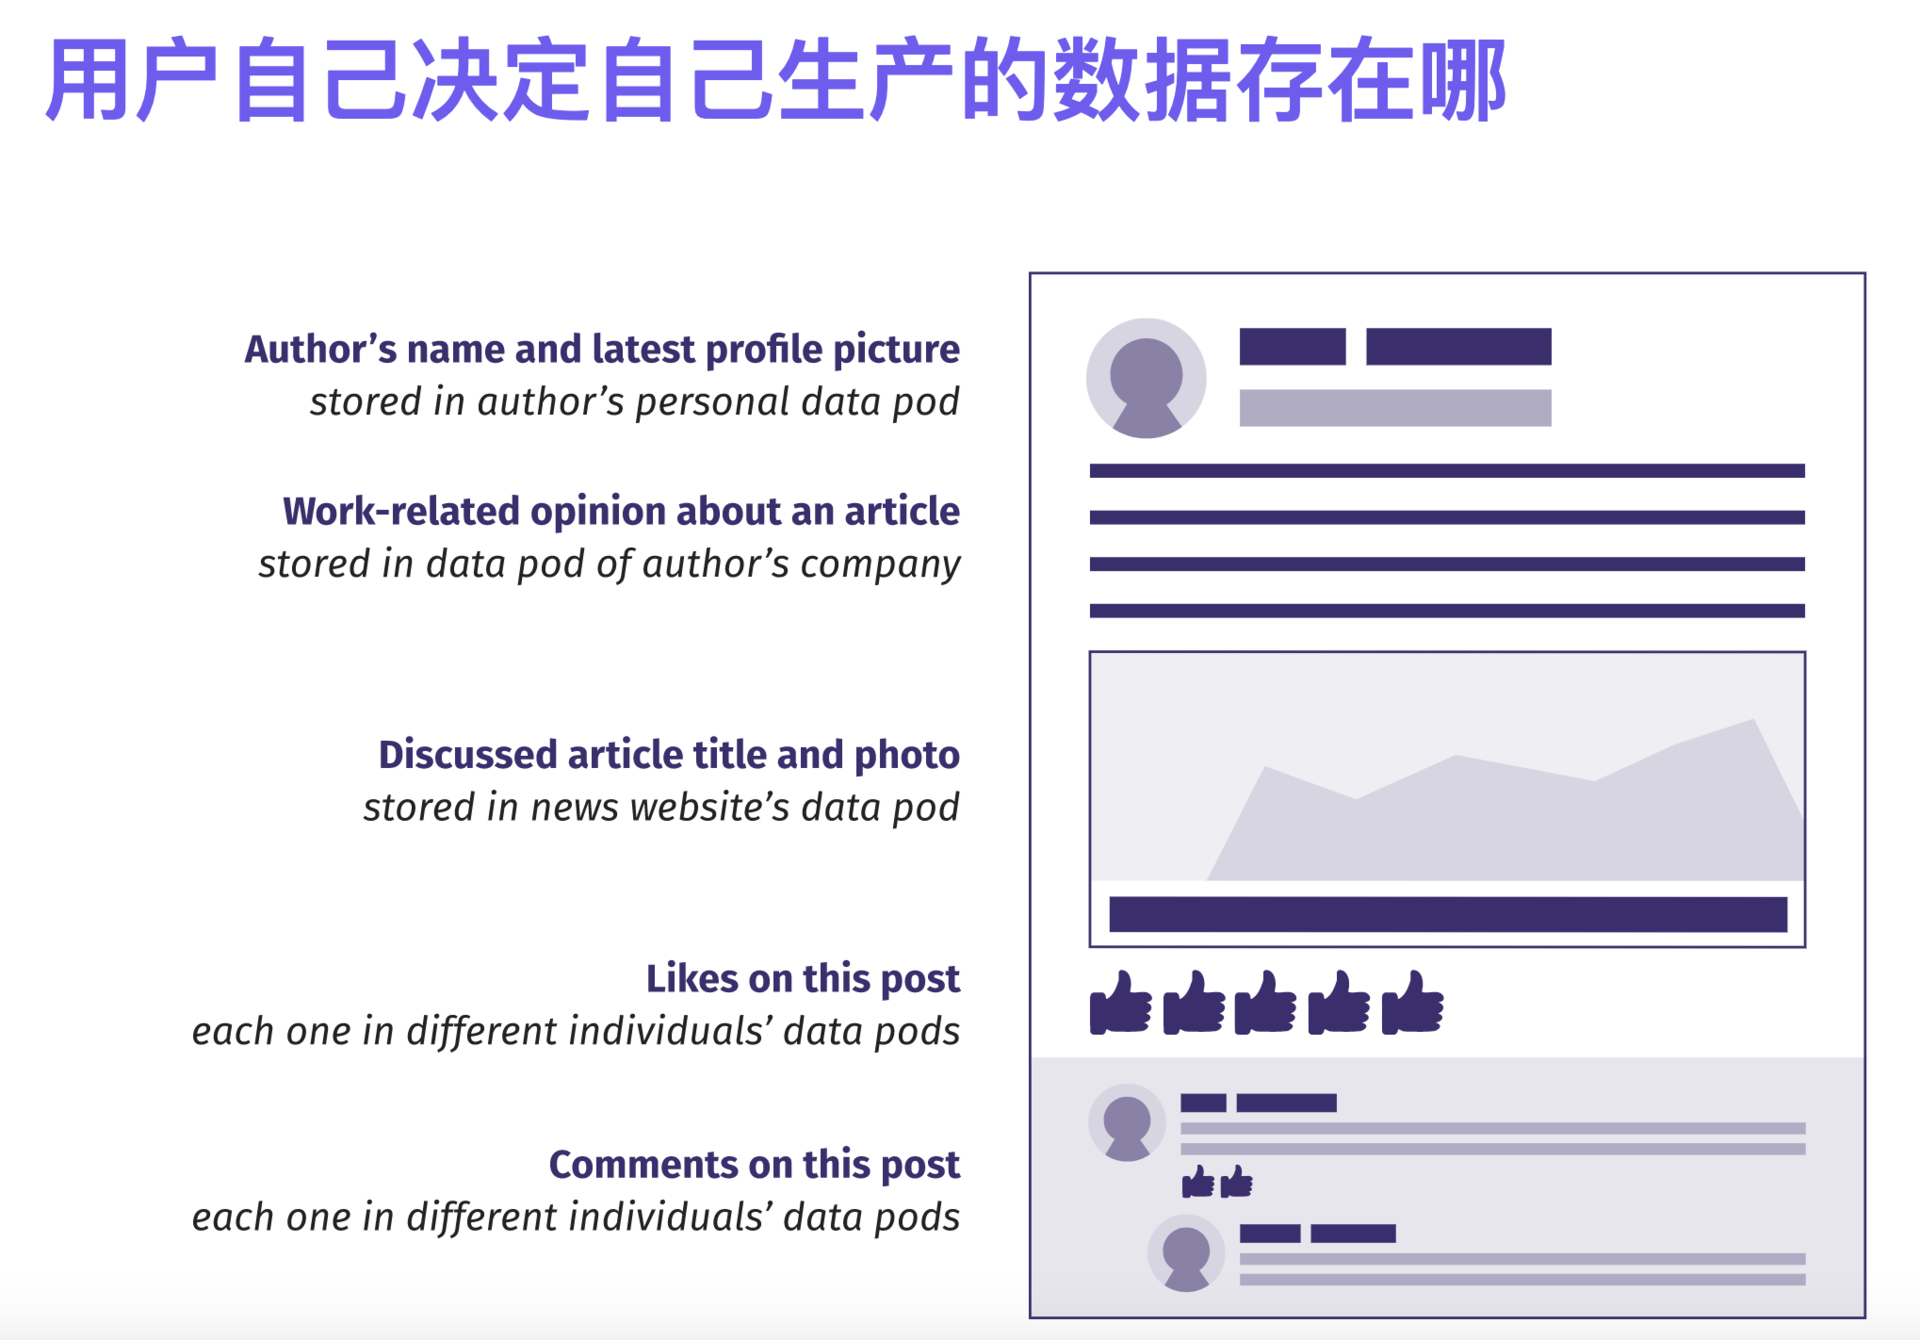 用户自己决定自己生产的数据存在哪
Author’s name and latest profile picture
stored in author’s personal data pod
Work-related opinion about an article
stored in data pod of author’s company
Discussed article title and photo
stored in news website’s data pod
Likes on this post
each one in different individuals’ data pods
Comments on this post
each one in different individuals’ data pods